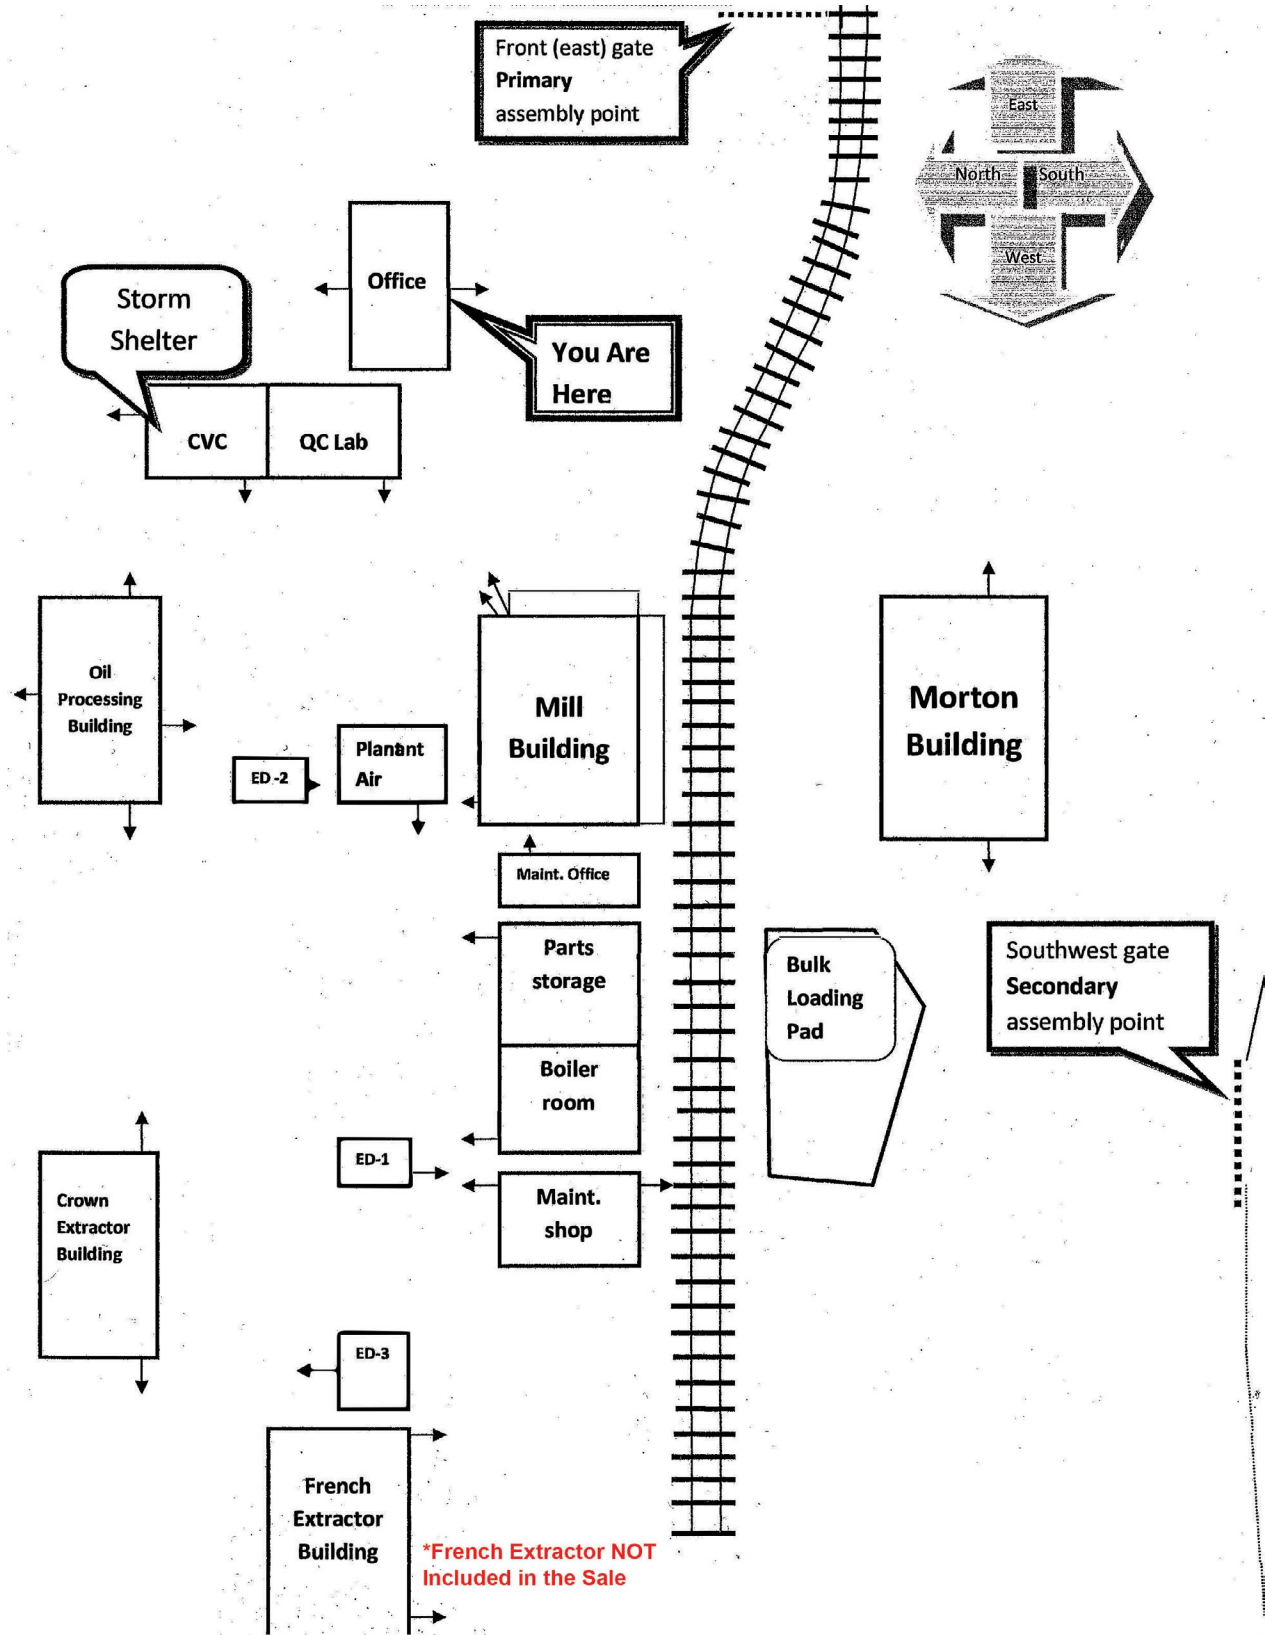 Front (east) gate
Primary
assembly point
East
North
South
West
Office
Storm
Shelter
You Are
Here
CVC
QC Lab
Oil
Processing
Building
ED -2
Planant
Air
Mill
Building
Morton
Building
Maint. Office
Parts
storage
Bulk
Loading
Pad
Southwest gate
Secondary
assembly point
Boiler
room
ED-1
Maint.
shop
Crown
Extractor
Building
ED-3
French
Extractor
Building
*French Extractor NOT
Included in the Sale